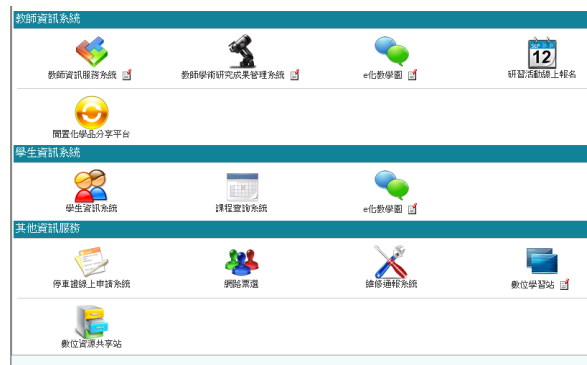 教師資訊系統
SEP
12
教師資訊服務系統
教師學術研究成果管理系統
e化教學園
研習活動線上報名
閒置化學品分享平台
學生資訊系統
學生資訊系統
課程查詢系統
e化教學園
其他資訊服務
停車證線上申請系統
網路票選
維修通報系統
數位學習站
數位資源共享站